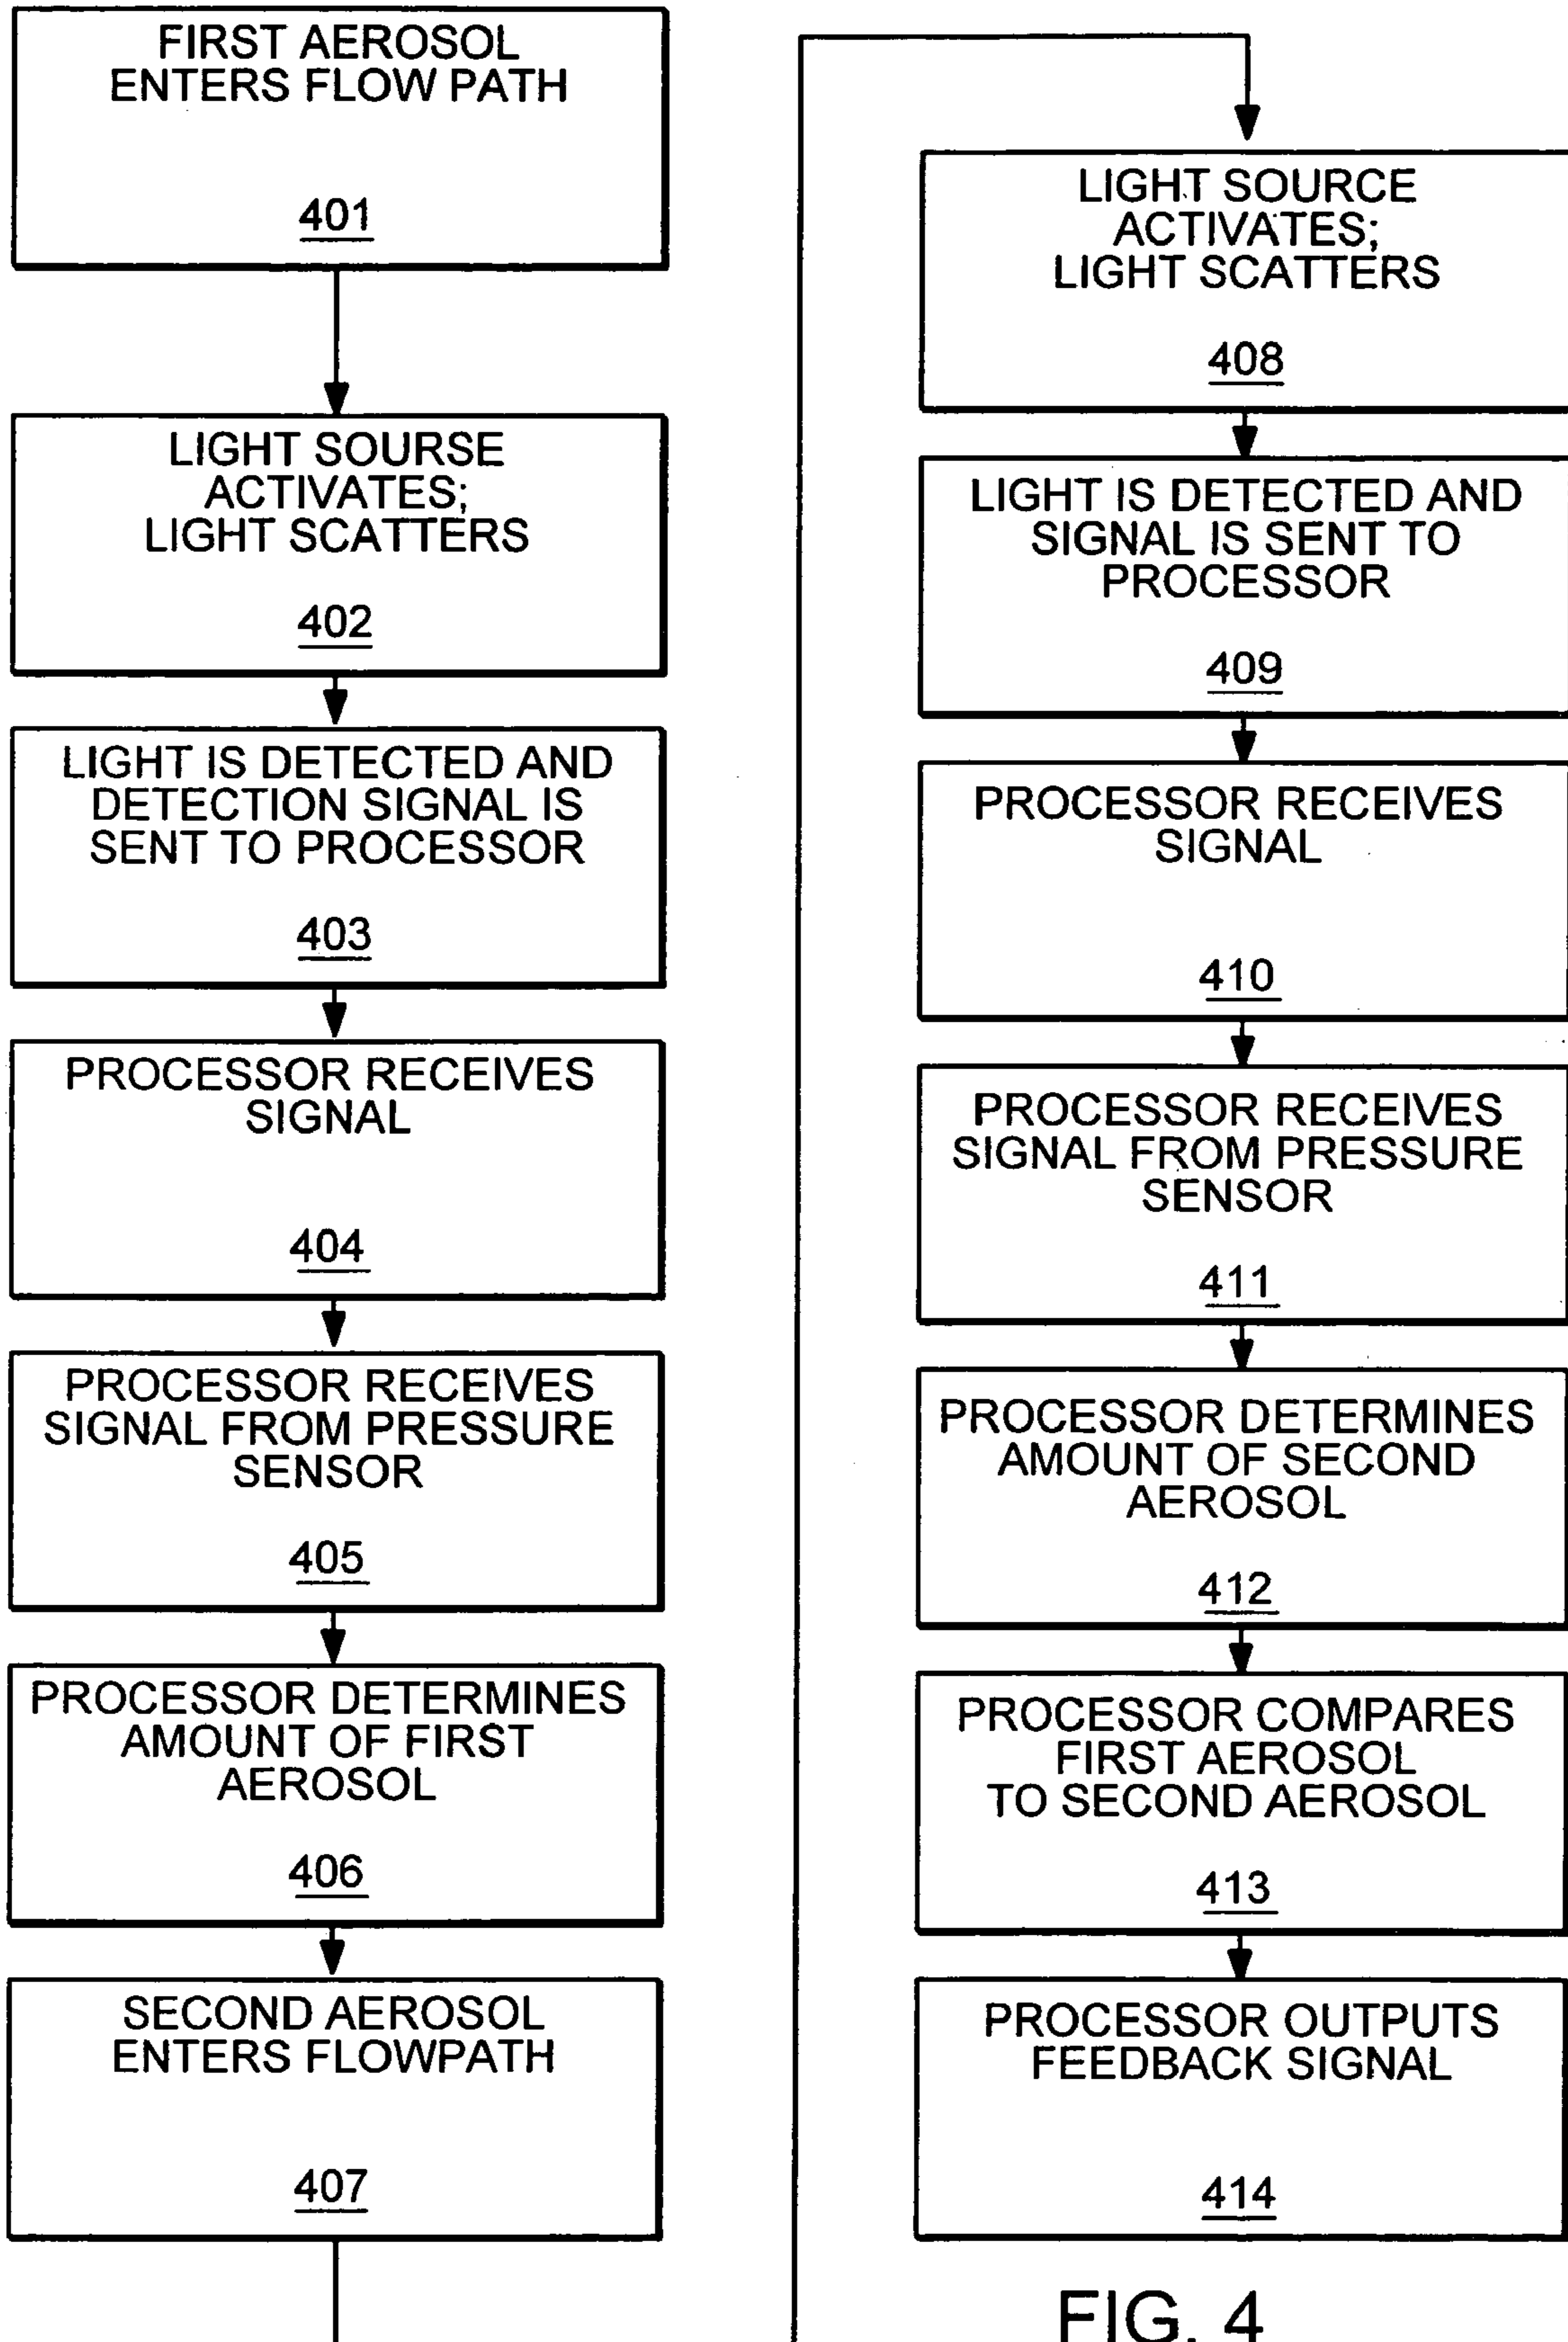 FIRST AEROSOL
ENTERS FLOW PATH
401
LIGHT SOURSE
ACTIVATES;
LIGHT SCATTERS
402
LIGHT IS DETECTED AND
DETECTION SIGNAL IS
SENT TO PROCESSOR
403
PROCESSOR RECEIVES
SIGNAL
404
PROCESSOR RECEIVES
SIGNAL FROM PRESSURE
SENSOR
405
PROCESSOR DETERMINES
AMOUNT OF FIRST
AEROSOL
406
SECOND AEROSOL
ENTERS FLOWPATH
407
LIGHT SOURCE
ACTIVATES;
LIGHT SCATTERS
408
LIGHT IS DETECTED AND
SIGNAL IS SENT TO
PROCESSOR
409
PROCESSOR RECEIVES
SIGNAL
410
PROCESSOR RECEIVES
SIGNAL FROM PRESSURE
SENSOR
411
PROCESSOR DETERMINES
AMOUNT OF SECOND
AEROSOL
412
PROCESSOR COMPARES
FIRST AEROSOL
TO SECOND AEROSOL
413
PROCESSOR OUTPUTS
FEEDBACK SIGNAL
414
FIG. 4